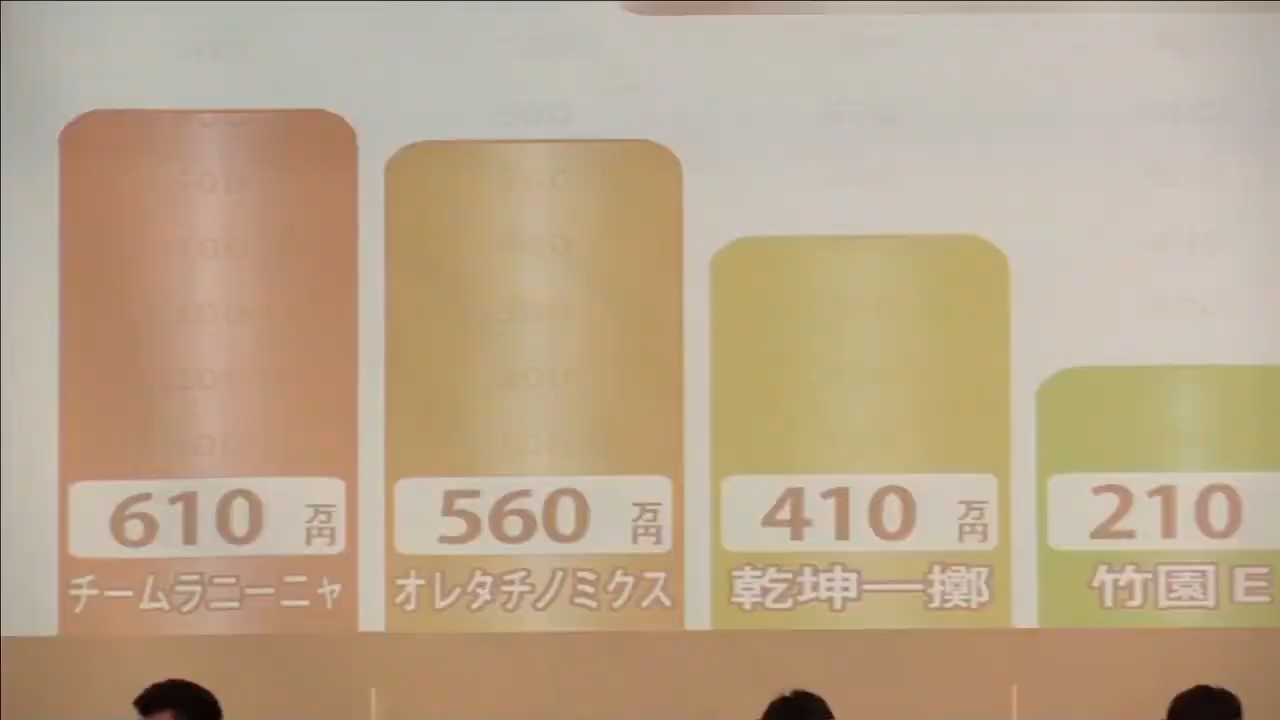 610 万円
チームラニーニャ
560 万円
オレタチノミクス
410 万円
乾坤一擲
210
竹園E